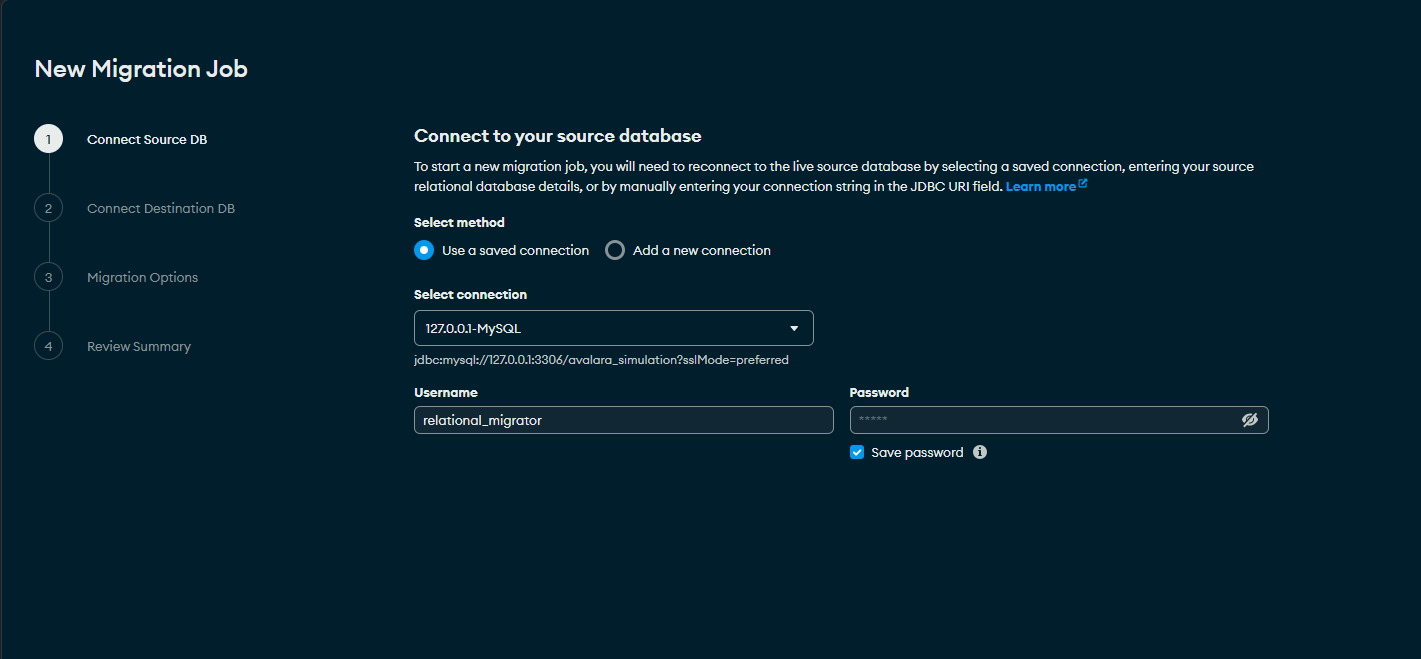 New Migration Job
1 Connect Source DB
2 Connect Destination DB
3 Migration Options
4 Review Summary
Connect to your source database
To start a new migration job, you will need to reconnect to the live source database by selecting a saved connection, entering your source
relational database details, or by manually entering your connection string in the JDBC URI field. Learn more
Select method
Use a saved connection Add a new connection
Select connection
127.0.0.1-MySQL
jdbc:mysql://127.0.0.1:3306/avalara_simulation?sslMode=preferred
Username Password
relational_migrator *****
Save password